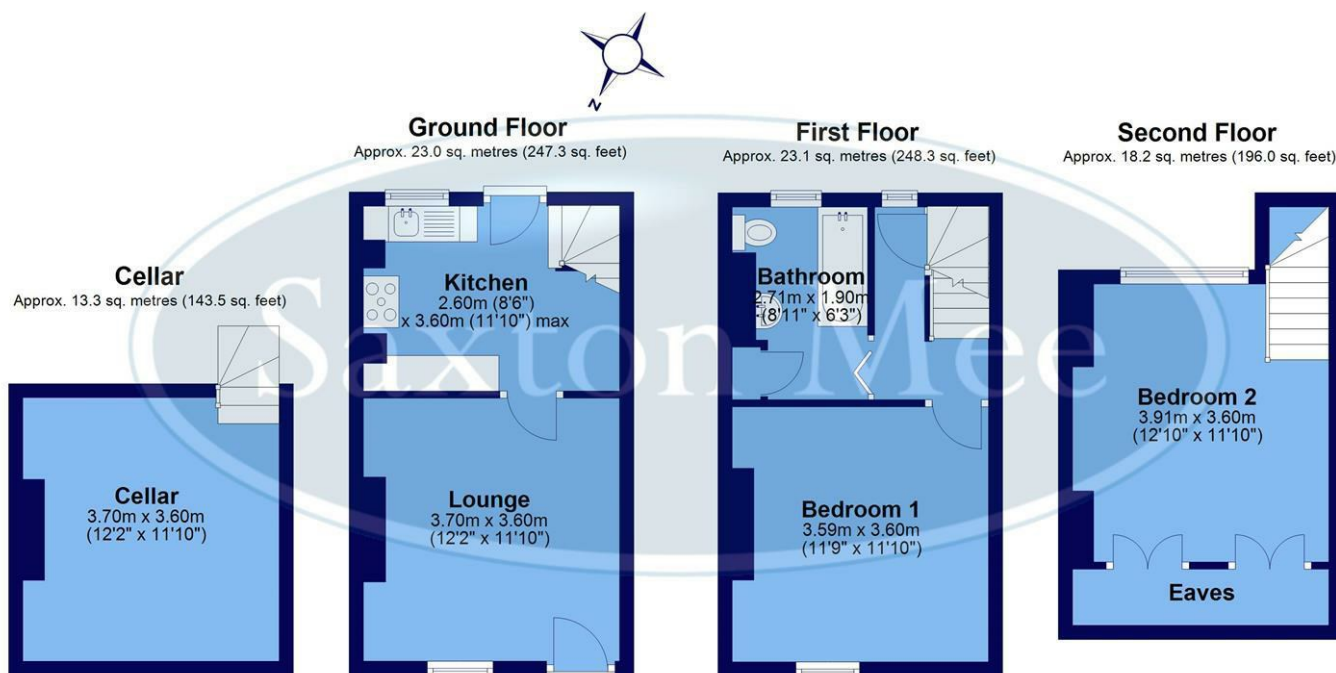 N
Ground Floor
Approx. 23.0 sq. metres (247.3 sq. feet)
First Floor
Approx. 23.1 sq. metres (248.3 sq. feet)
Second Floor
Approx. 18.2 sq. metres (196.0 sq. feet)
Cellar
Approx. 13.3 sq. metres (143.5 sq. feet)
Kitchen
2.60m (8'6")
x 3.60m (11'10") max
Bathroom
2.71m x 1.90m
(8'11" x 6'3")
Saxton Mee
Bedroom 2
3.91m x 3.60m
(12'10" x 11'10")
Cellar
3.70m x 3.60m
(12'2" x 11'10")
Lounge
3.70m x 3.60m
(12'2" x 11'10")
Bedroom 1
3.59m x 3.60m
(11'9" x 11'10")
Eaves